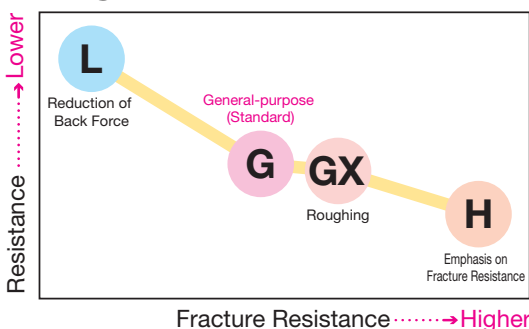 L
Reduction of
Back Force
General-purpose
(Standard)
G
GX
Roughing
H
Emphasis on
Fracture Resistance
Resistance ⋯⋯→ Lower
Fracture Resistance ⋯⋯→ Higher